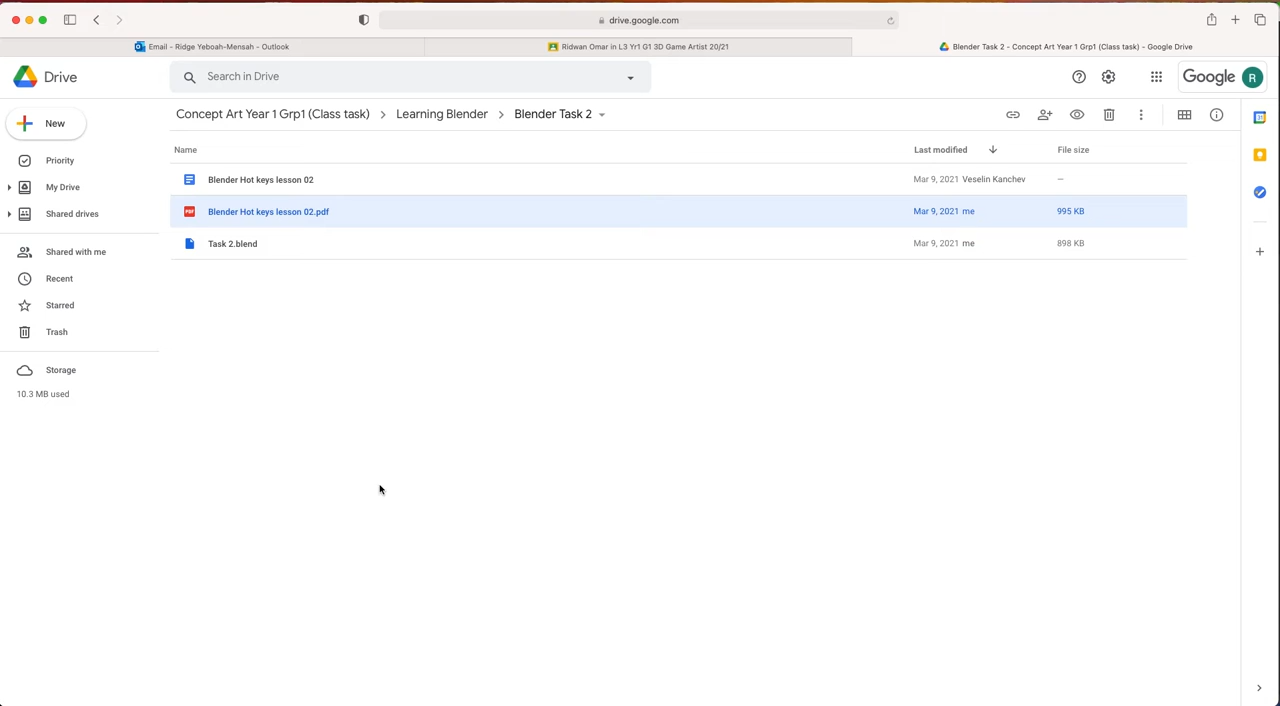 drive.google.com
Email - Ridge Yeboah-Mensah - Outlook
Ridwan Omar in L3 Yr1 G1 3D Game Artist 20/21
Blender Task 2 - Concept Art Year 1 Grp1 (Class task) - Google Drive
Drive
Search in Drive
Google R
New
Concept Art Year 1 Grp1 (Class task) Learning Blender Blender Task 2
Name Last modified File size
Priority
My Drive
Shared drives
Shared with me
Recent
Starred
Trash
Storage
10.3 MB used
Blender Hot keys lesson 02 Mar 9, 2021 Veselin Kanchev —
PDF Blender Hot keys lesson 02.pdf Mar 9, 2021 me 995 KB
Task 2.blend Mar 9, 2021 me 898 KB